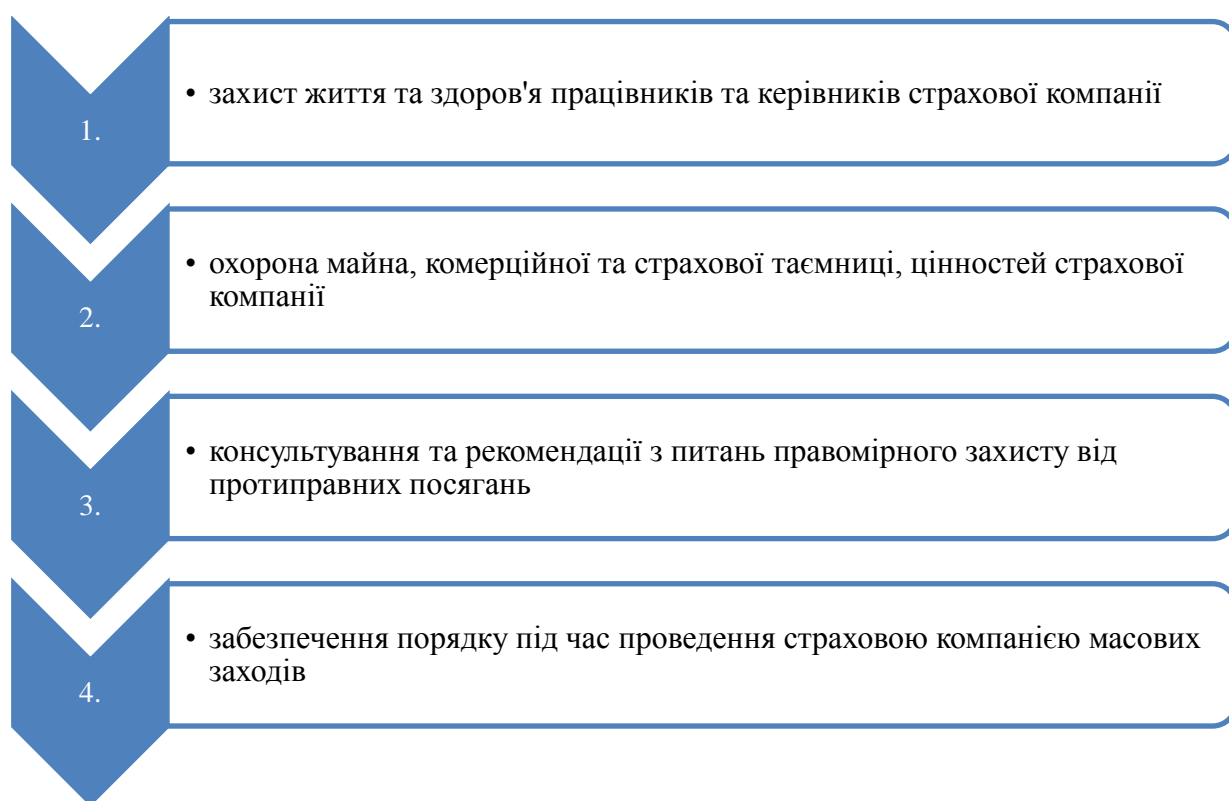 1.
• захист життя та здоров'я працівників та керівників страхової компанії
2.
• охорона майна, комерційної та страхової таємниці, цінностей страхової
компанії
3.
• консультування та рекомендації з питань правомірного захисту від
протиправних посягань
4.
• забезпечення порядку під час проведення страховою компанією масових
заходів